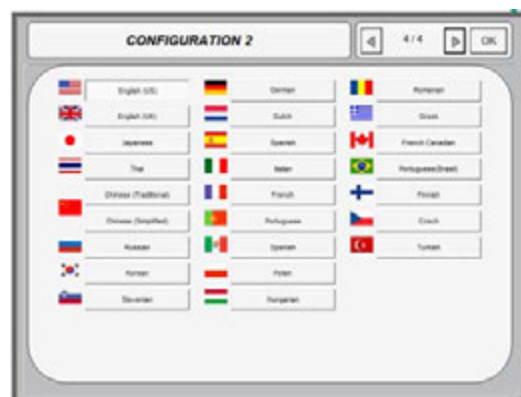 CONFIGURATION 2
4/4
OK
English (US)
English (UK)
Japanese
Thai
Chinese (Traditional)
Chinese (Simplified)
Russian
Korean
Slovenian
German
Dutch
Spanish
Italian
French
Portuguese
Spanish
Polish
Hungarian
Romanian
Greek
French Canadian
Portuguese(Brasil)
Finnish
Czech
Turkish